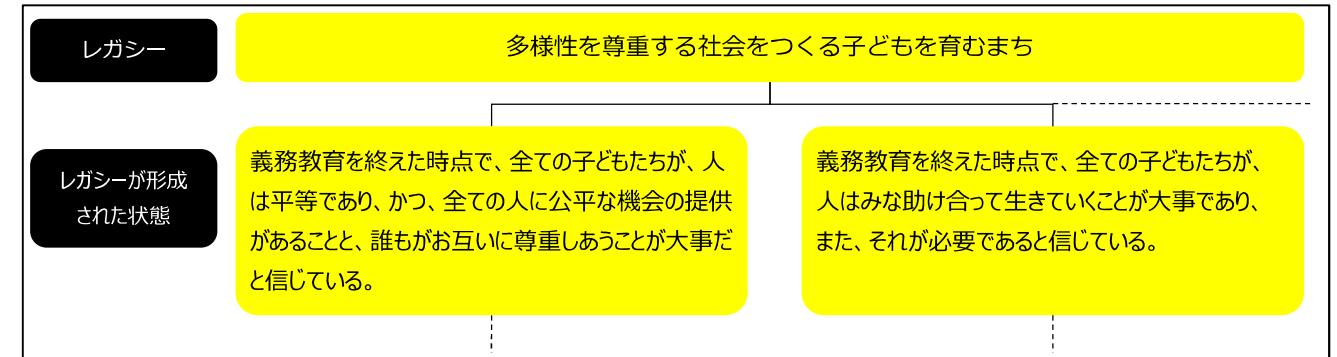 レガシー
多様性を尊重する社会をつくる子どもを育むまち
レガシーが形成
された状態
義務教育を終えた時点で、全ての子どもたちが、人
は平等であり、かつ、全ての人に公平な機会の提供
があることと、誰もがお互いに尊重しあうことが大事だ
と信じている。
義務教育を終えた時点で、全ての子どもたちが、
人はみな助け合って生きていくことが大事であり、
また、それが必要であると信じている。